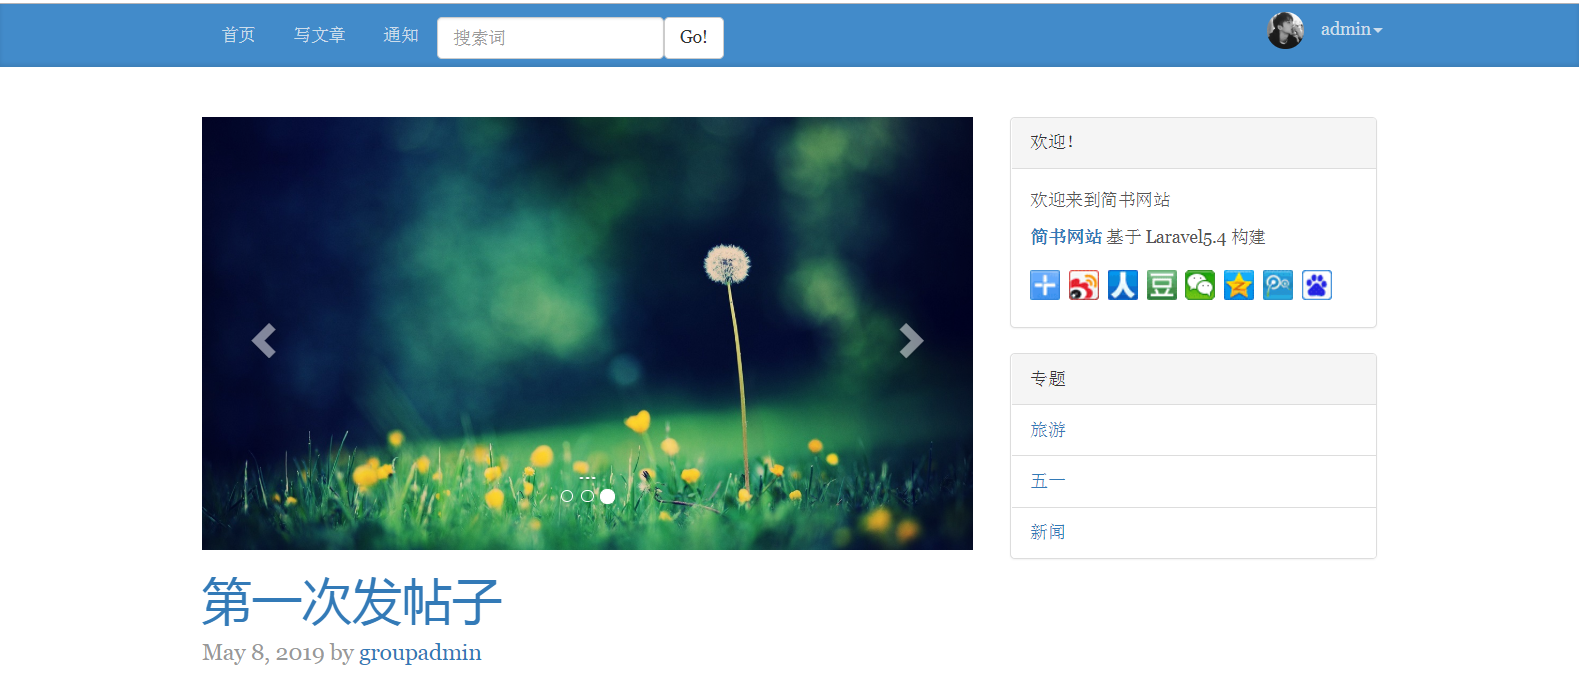 首页 写文章 通知 搜索词 Go! admin
欢迎!
欢迎来到简书网站
简书网站 基于 Laravel5.4 构建
人 豆
专题
旅游
五一
新闻
...
第一次发帖子
May 8, 2019 by groupadmin